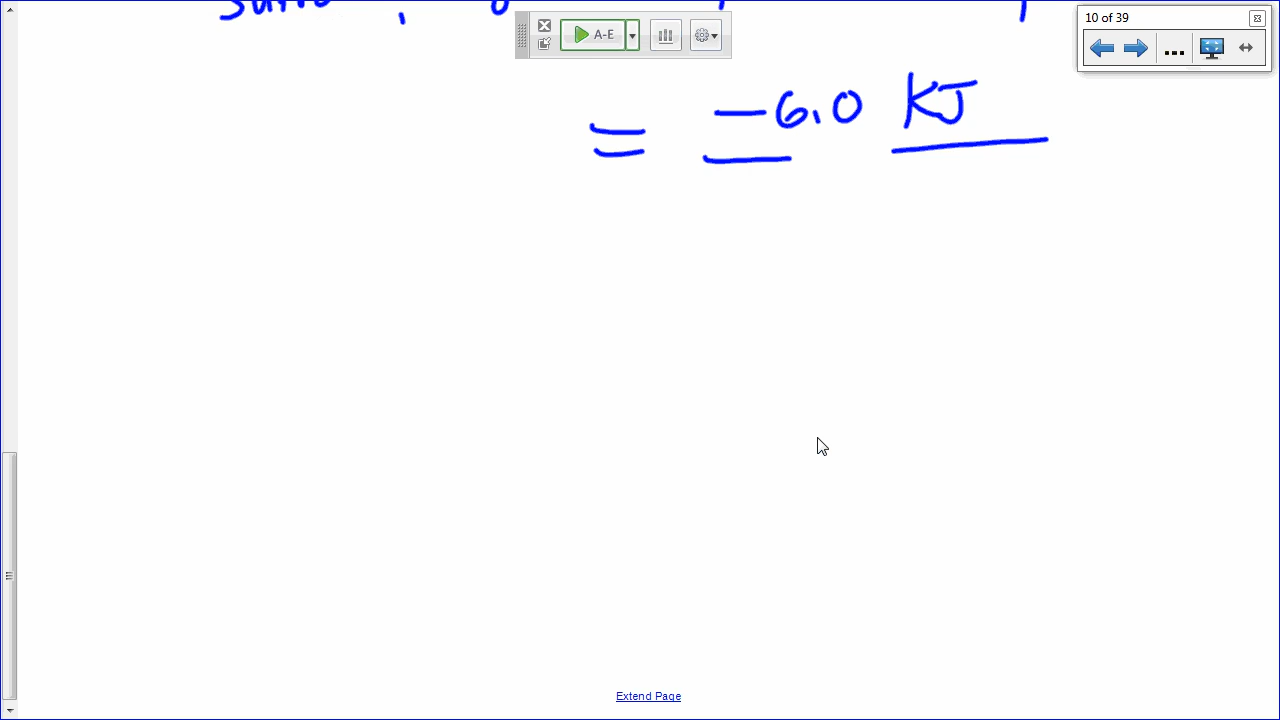 10 of 39
A-E
= -6.0 KJ
Extend Page